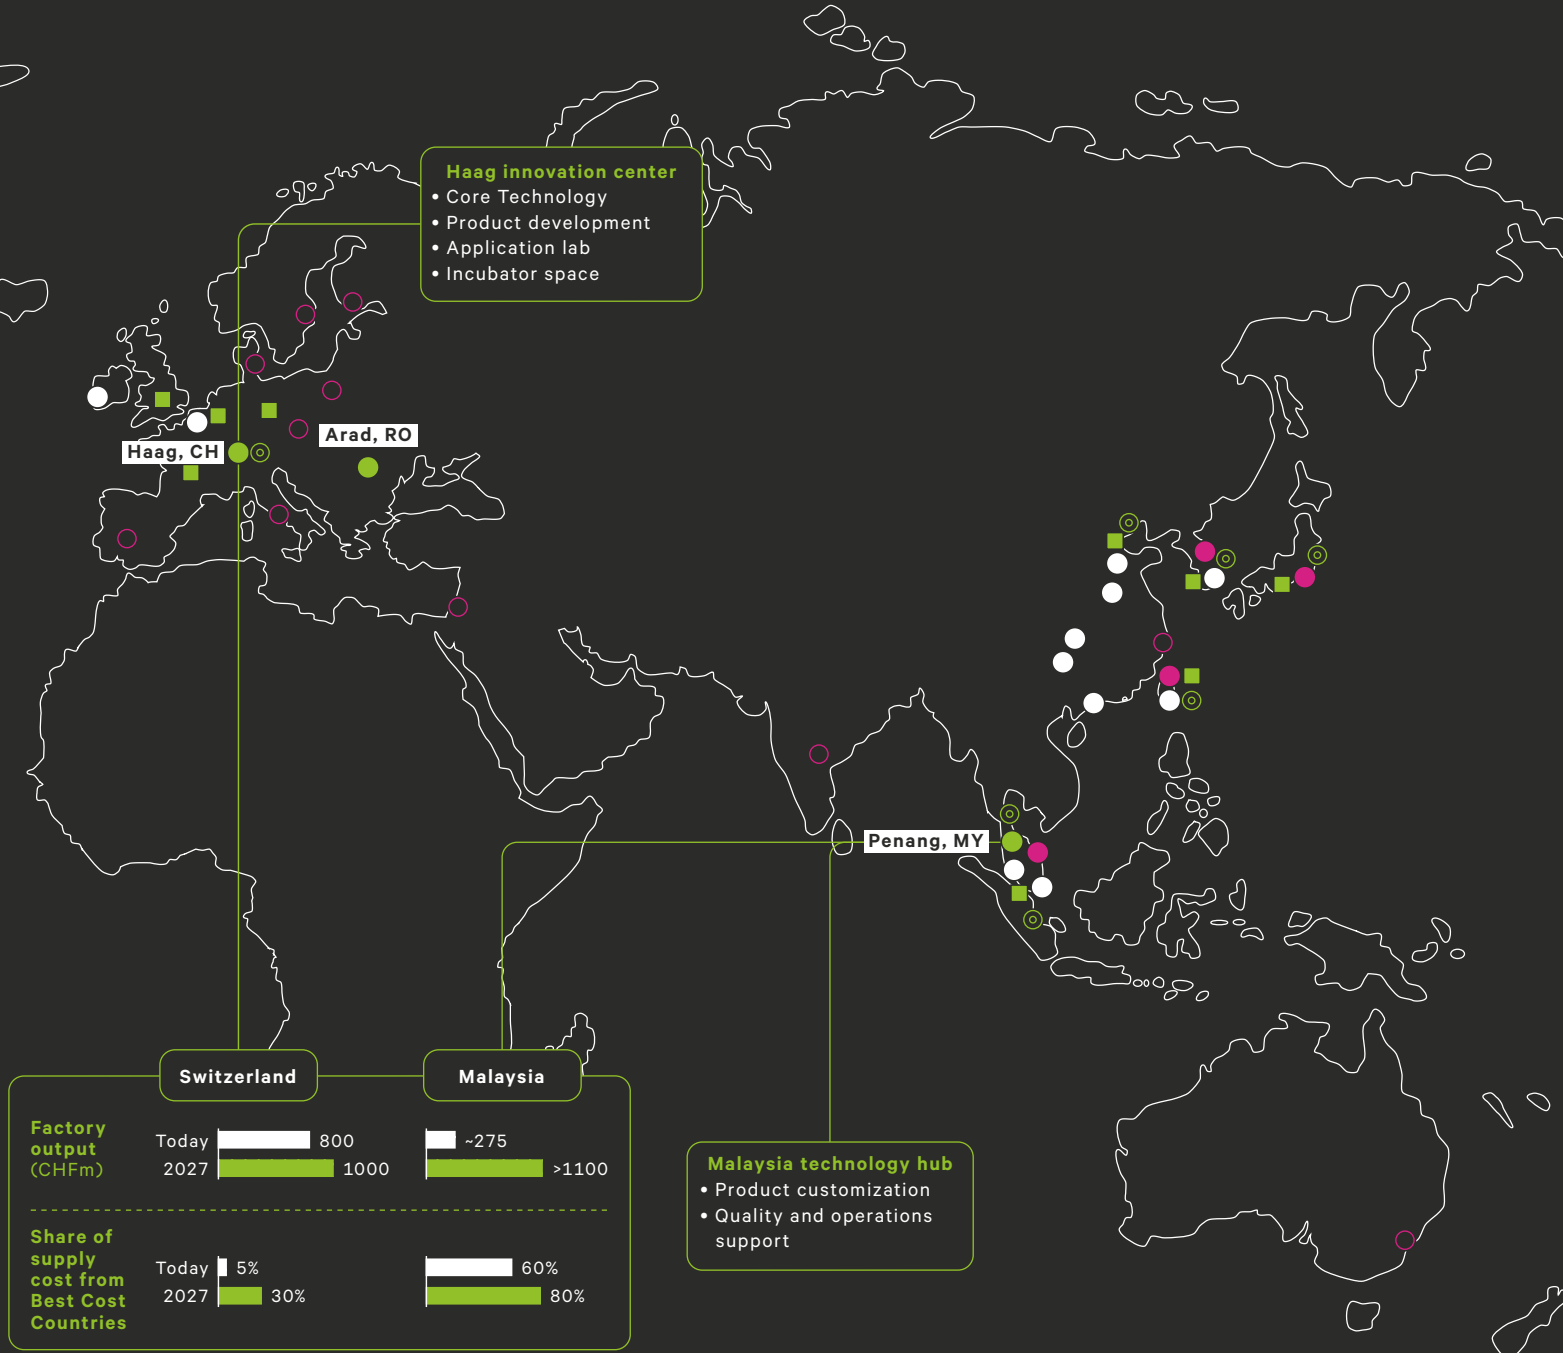 Haag innovation center
• Core Technology
• Product development
• Application lab
• Incubator space
Arad, RO
Haag, CH
Penang, MY
Switzerland
Malaysia
Factory
output
(CHFm)
Today 800
2027 1000
~275
>1100
Share of
supply
cost from
Best Cost
Countries
Today 5%
2027 30%
60%
80%
Malaysia technology hub
• Product customization
• Quality and operations
support